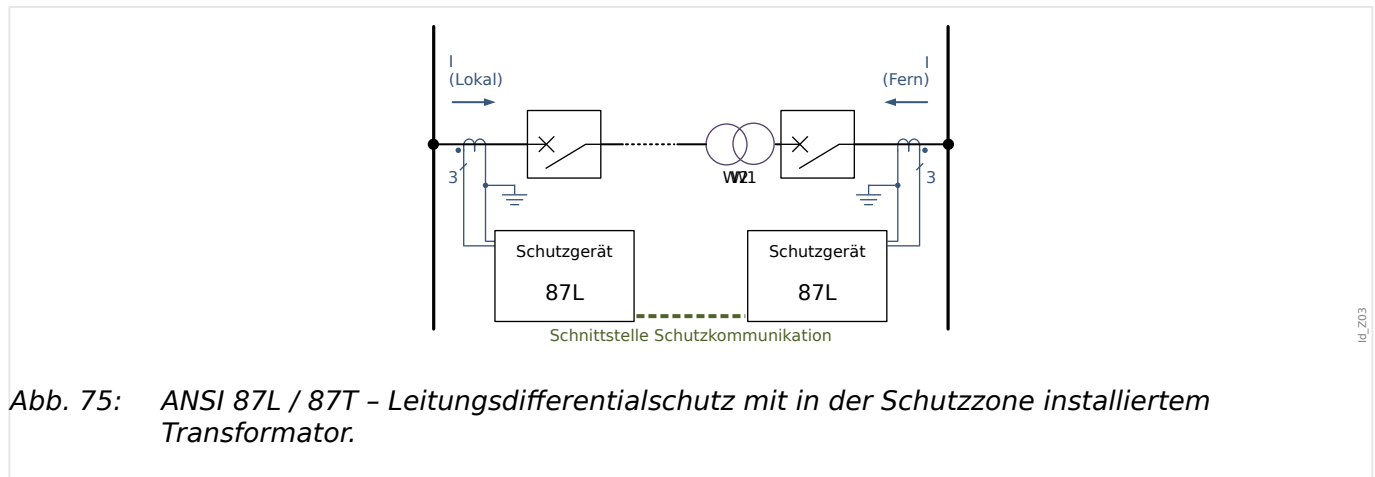 I
(Lokal)
I
(Fern)
3
W2
W1
3
Schutzgerät
87L
Schutzgerät
87L
Schnittstelle Schutzkommunikation
ld_Z03
Abb. 75: ANSI 87L / 87T – Leitungsdifferentialschutz mit in der Schutzzone installiertem
Transformator.